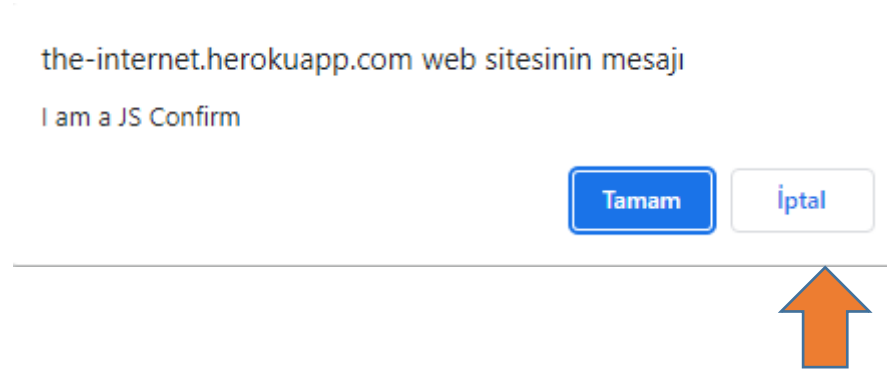 the-internet.herokuapp.com web sitesinin mesajı
I am a JS Confirm
Tamam İptal